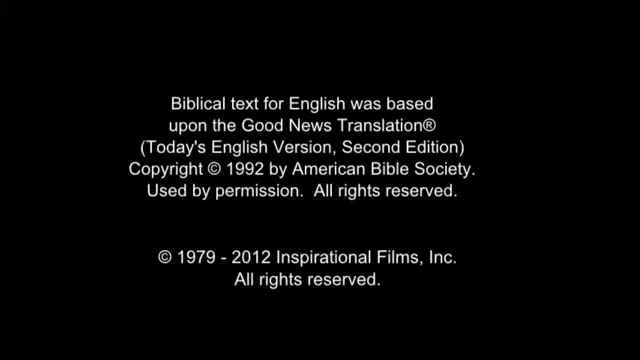 Biblical text for English was based
upon the Good News Translation®
(Today's English Version, Second Edition)
Copyright © 1992 by American Bible Society.
Used by permission.  All rights reserved.
© 1979 - 2012 Inspirational Films, Inc.
All rights reserved.